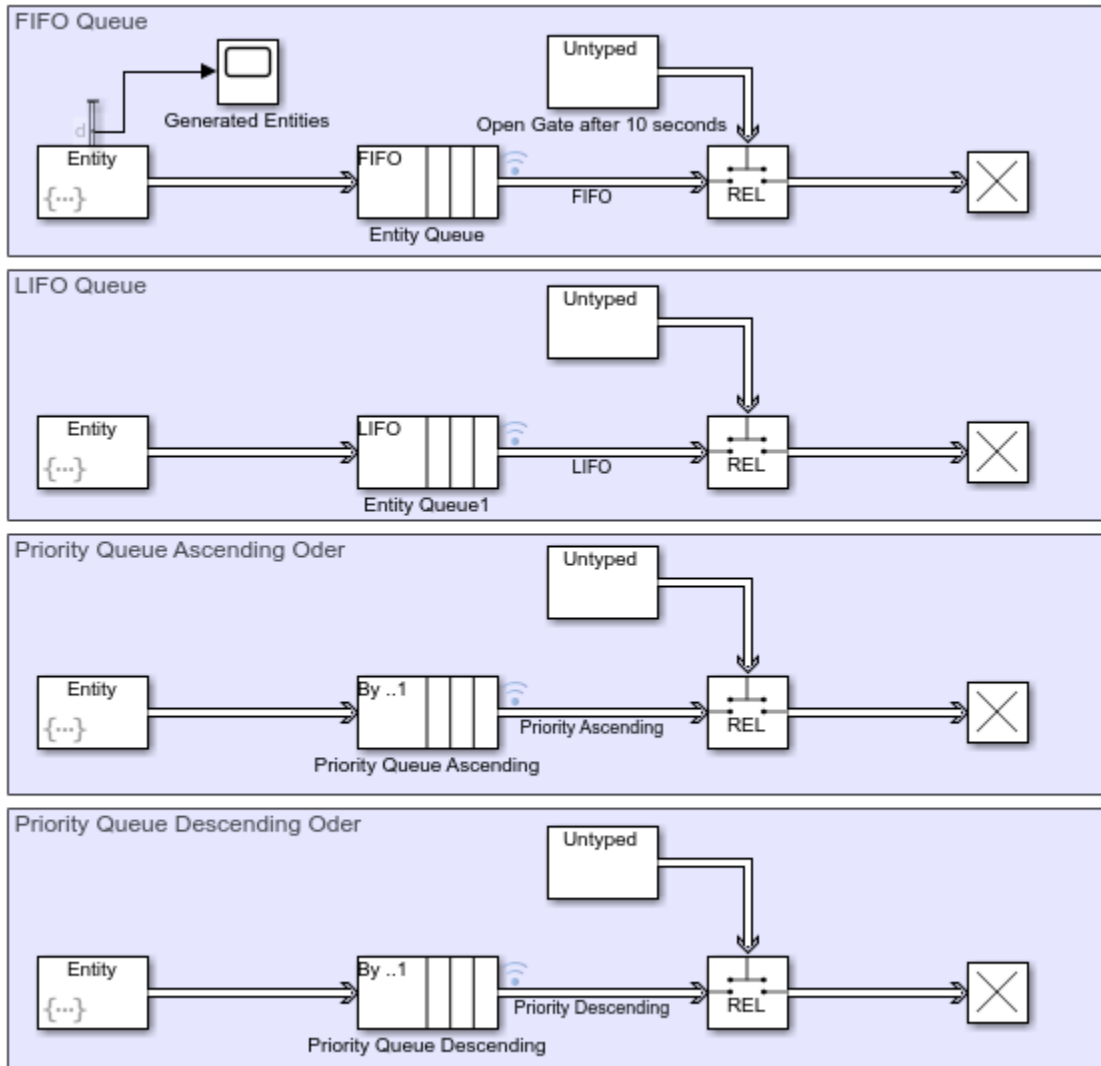 FIFO Queue
Untyped
Generated Entities
Open Gate after 10 seconds
d
Entity
{...}
FIFO
FIFO
REL
Entity Queue
LIFO Queue
Untyped
Entity
{...}
LIFO
LIFO
REL
Entity Queue1
Priority Queue Ascending Oder
Untyped
Entity
{...}
By ..1
Priority Ascending
REL
Priority Queue Ascending
Priority Queue Descending Oder
Untyped
Entity
{...}
By ..1
Priority Descending
REL
Priority Queue Descending